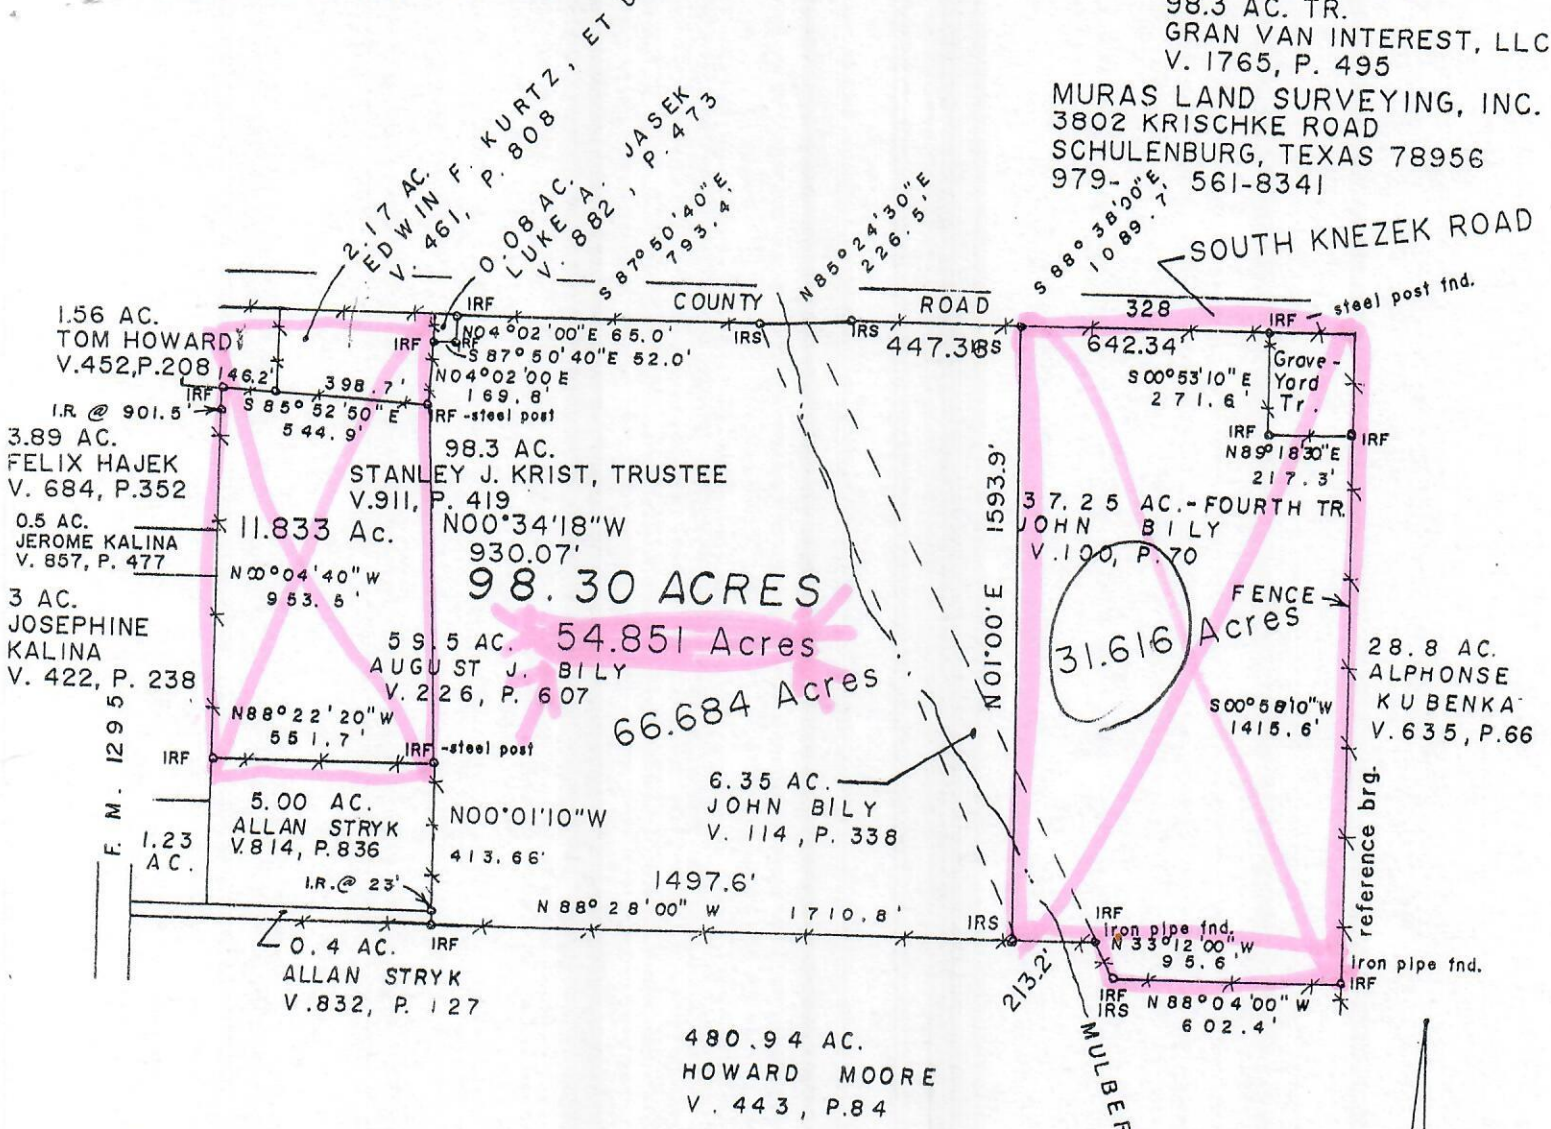 98.3 AC. TR.
GRAN VAN INTEREST, LLC
V. 1765, P. 495
MURAS LAND SURVEYING, INC.
3802 KRISCHKE ROAD
SCHULENBURG, TEXAS 78956
979- 561-8341
2.17 AC.
EDWIN F. KURTZ, ET
V. 461, P. 808
0.08 AC.
LUKE A. JASEK
V. 882, P. 473
S 87° 50'40"E
793.4'
N85°24'30"E
226.5'
S 88° 38'00"E
1089.7'
SOUTH KNEZEK ROAD
COUNTY ROAD 328
steel post fnd.
1.56 AC.
TOM HOWARD
V.452,P.208
IRF
IRF
IRF
IRF
N04°02'00"E 65.0'
S 87°50'40"E 52.0'
IRS
IRS
447.36
IRS
642.34'
IRF
146.2'
398.7'
N04°02'00 E
169.8'
IRF -steel post
S 85° 52'50"E
544.9'
I.R. @ 901.5'
S00°53'10"E
271.6'
Grave-
Yard
Tr.
IRF
IRF
N89°18'30"E
217.3'
3.89 AC.
FELIX HAJEK
V. 684, P.352
98.3 AC.
STANLEY J. KRIST, TRUSTEE
V.911, P. 419
0.5 AC.
JEROME KALINA
V. 857, P. 477
11.833 Ac.
N00°34'18"W
930.07'
1593.9'
N 01°00' E
37.25 AC.-FOURTH TR.
JOHN BILY
V.100, P.70
N 00°04'40"W
953.5'
98.30 ACRES
FENCE
3 AC.
JOSEPHINE
KALINA
V. 422, P. 238
59.5 AC.
AUGUST J. BILY
V. 226, P. 607
54.851 Acres
66.684 Acres
31.616 Acres
28.8 AC.
ALPHONSE
KUBENKA
V.635, P.66
S00°58'10"W
1415.6'
N88°22'20"W
551.7'
IRF
IRF -steel post
F. M. 1295
6.35 AC.
JOHN BILY
V. 114, P. 338
5.00 AC.
ALLAN STRYK
V.814, P.836
1.23
AC.
N00°01'10"W
413.66'
I.R.@ 23'
reference brg.
1497.6'
N 88° 28'00" W 1710.8'
IRS
IRF
iron pipe fnd.
N 33°12'00"W
95.6
213.2'
iron pipe fnd.
IRF
IRF
0.4 AC.
ALLAN STRYK
V.832, P. 127
IRF
IRS
N 88°04'00" W
602.4'
480.94 AC.
HOWARD MOORE
V. 443, P.84